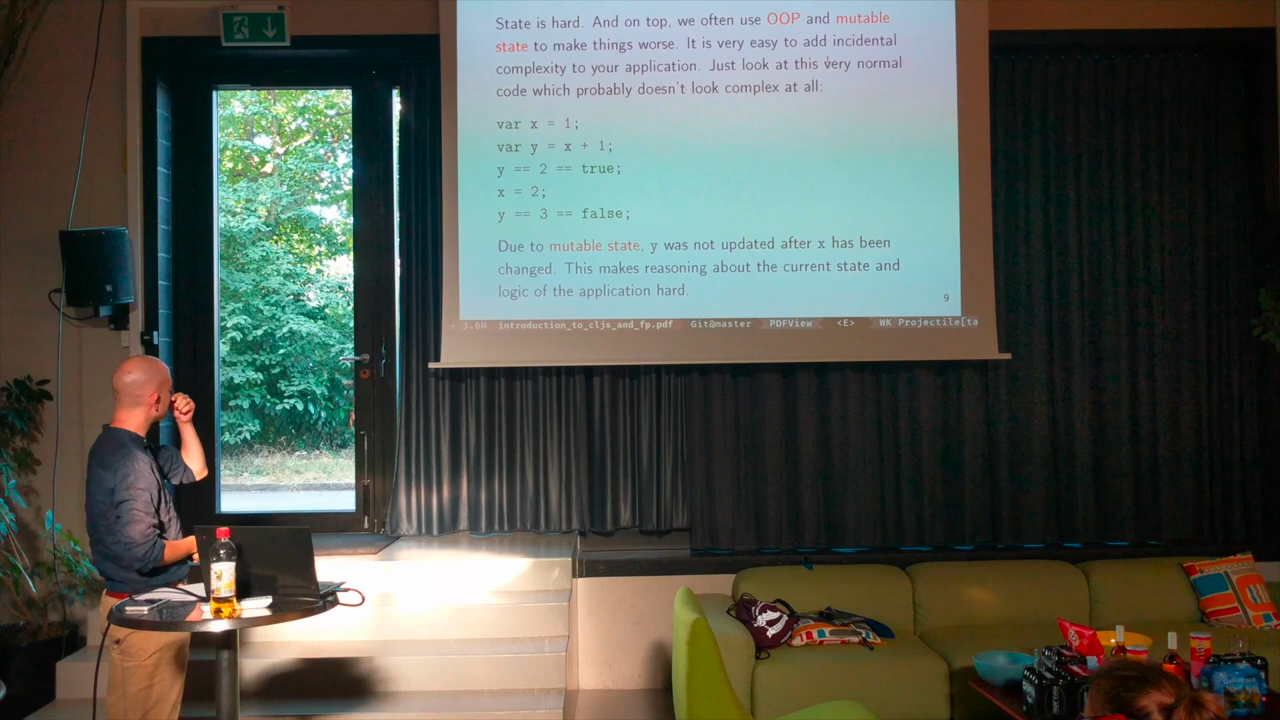 State is hard. And on top, we often use OOP and mutable
state to make things worse. It is very easy to add incidental
complexity to your application. Just look at this very normal
code which probably doesn't look complex at all:
var x = 1;
var y = x + 1;
y == 2 == true;
x = 2;
y == 3 == false;
Due to mutable state, y was not updated after x has been
changed. This makes reasoning about the current state and
logic of the application hard.
9
- 3.0M introduction_to_cljs_and_fp.pdf Git@master PDFView <E> WK Projectile[ta